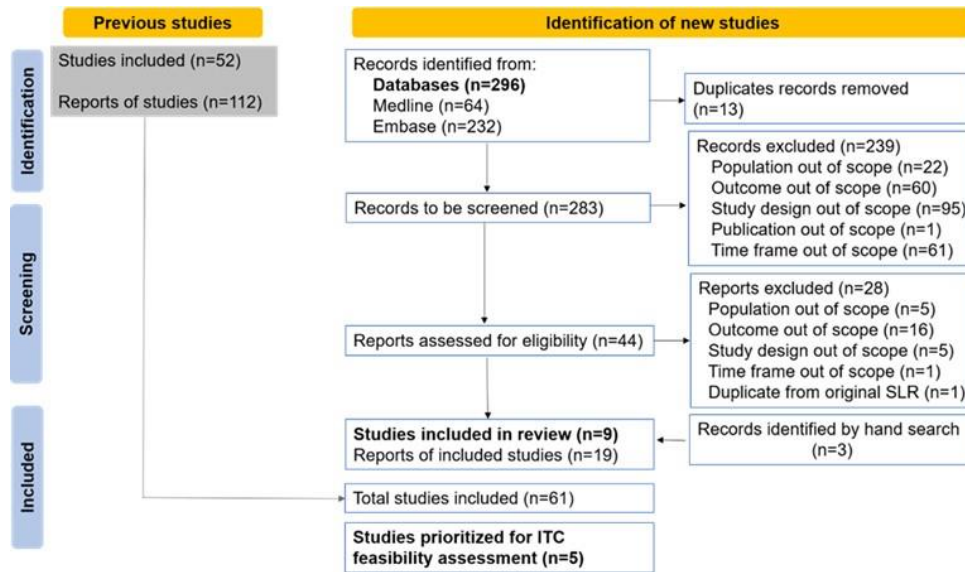 Previous studies
Identification of new studies
Identification
Studies included (n=52)
Reports of studies (n=112)
Records identified from:
Databases (n=296)
Medline (n=64)
Embase (n=232)
Duplicates records removed
(n=13)
Records excluded (n=239)
Population out of scope (n=22)
Outcome out of scope (n=60)
Study design out of scope (n=95)
Publication out of scope (n=1)
Time frame out of scope (n=61)
Screening
Records to be screened (n=283)
Reports excluded (n=28)
Population out of scope (n=5)
Outcome out of scope (n=16)
Study design out of scope (n=5)
Time frame out of scope (n=1)
Duplicate from original SLR (n=1)
Reports assessed for eligibility (n=44)
Included
Studies included in review (n=9)
Reports of included studies (n=19)
Records identified by hand search
(n=3)
Total studies included (n=61)
Studies prioritized for ITC
feasibility assessment (n=5)